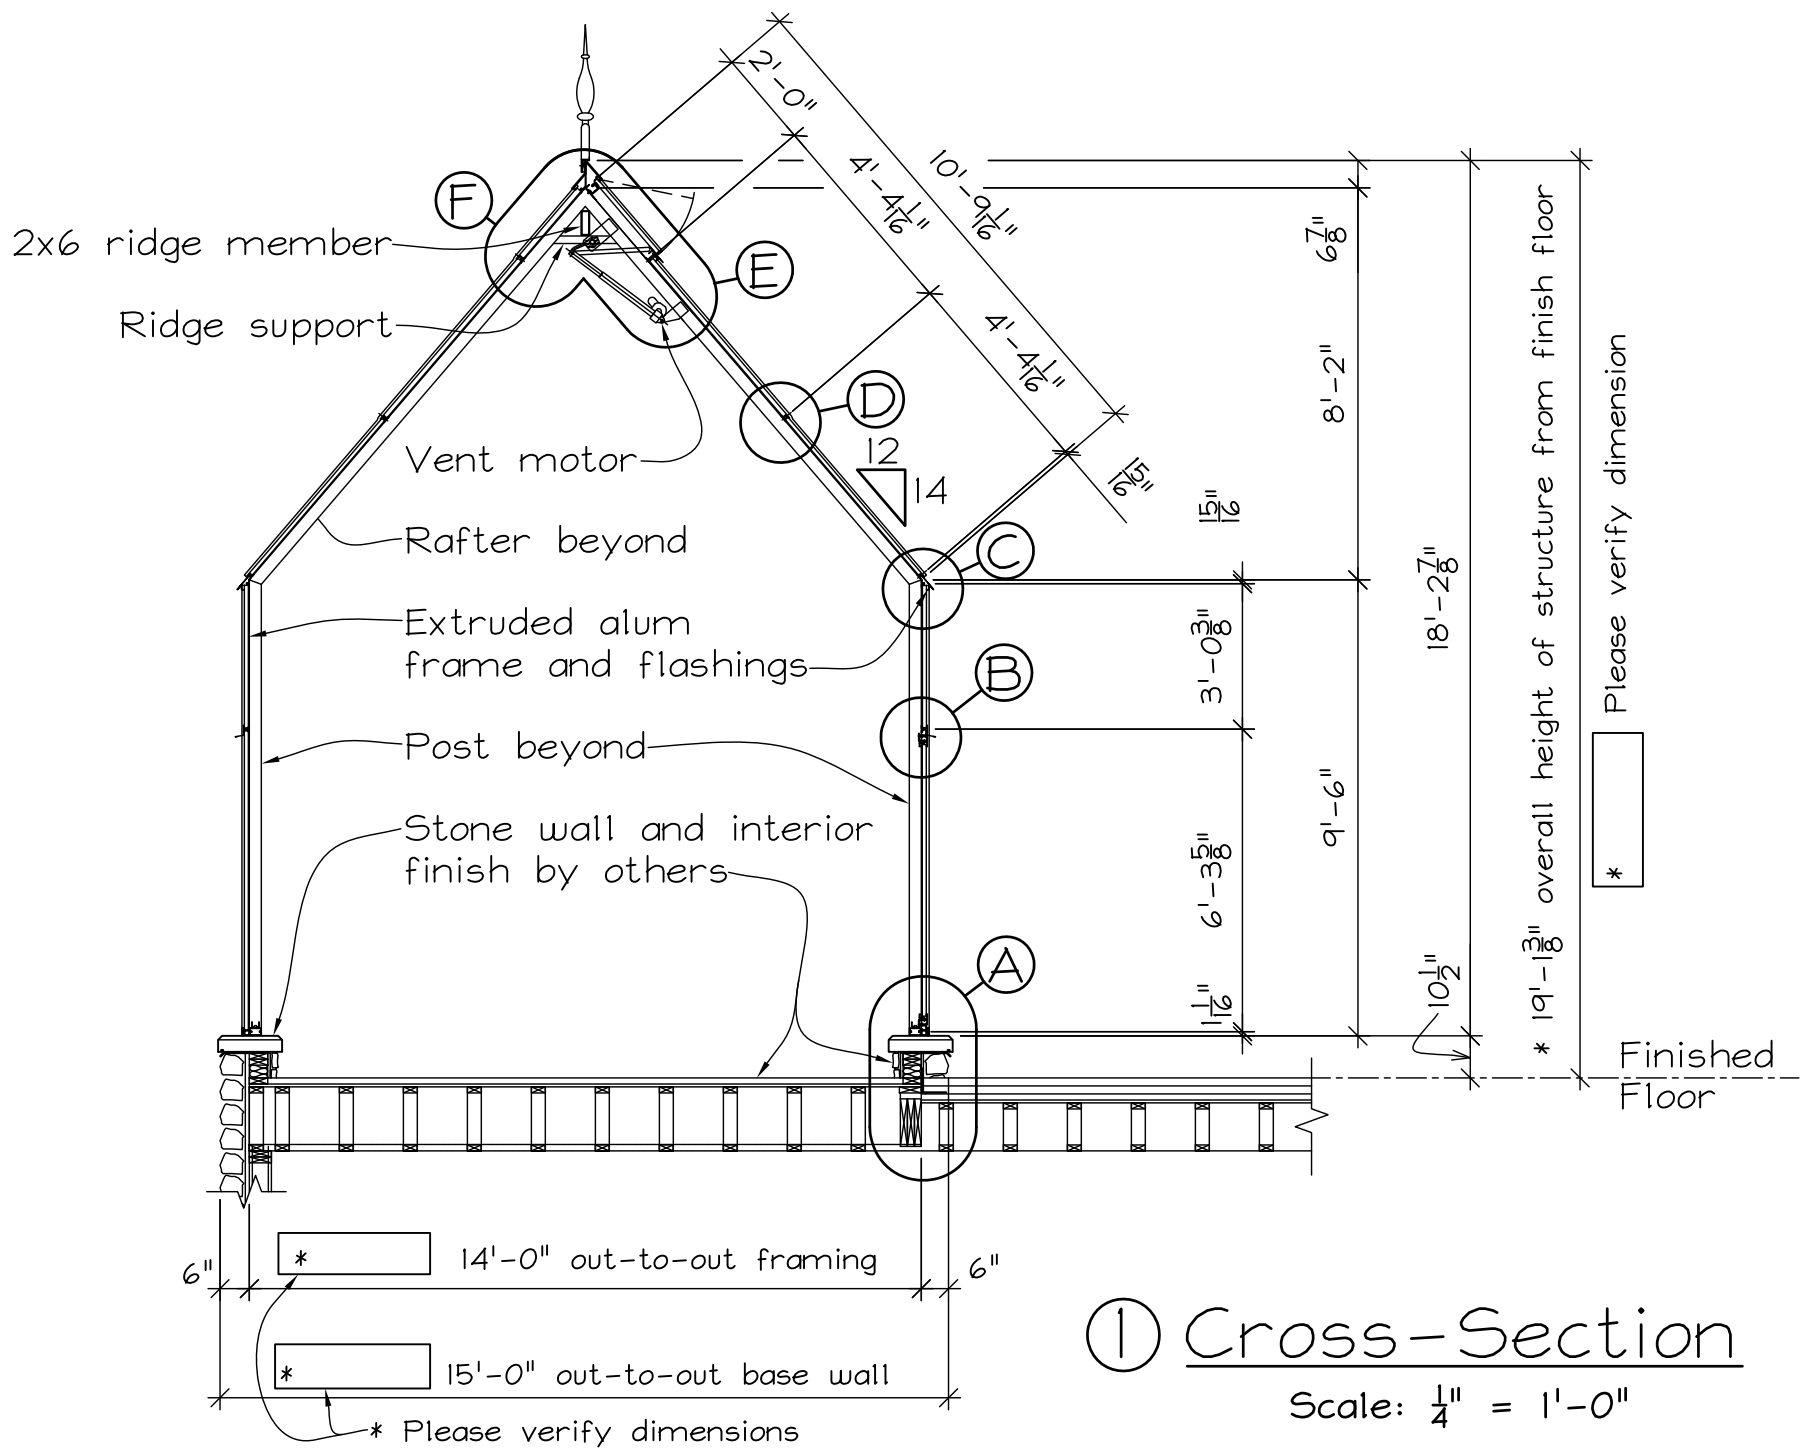 2'-0"
4'-4 1/16"
10'-9 1/16"
4'-4 1/16"
15/16"
F
2x6 ridge member
E
Ridge support
D
Vent motor
12
14
Rafter beyond
C
Extruded alum
frame and flashings
B
Post beyond
Stone wall and interior
finish by others
A
15/16"
3'-0 3/8"
6'-3 5/8"
1 1/16"
6 7/8"
8'-2"
9'-6"
18'-2 7/8"
10 1/2"
* 19'-1 3/8" overall height of structure from finish floor
* Please verify dimension
Finished
Floor
6"
* 14'-0" out-to-out framing
6"
* 15'-0" out-to-out base wall
* Please verify dimensions
1 Cross-Section
Scale: 1/4" = 1'-0"